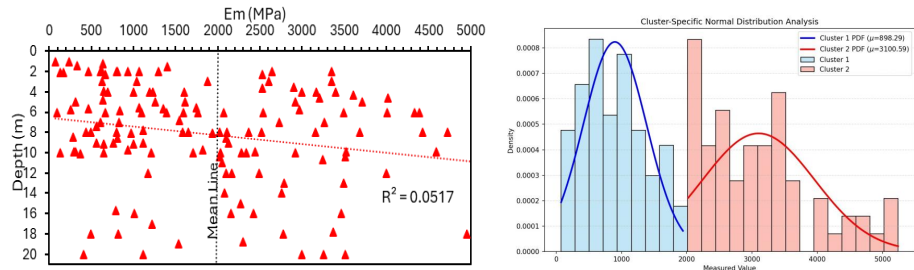 Em (MPa)
0 500 1000 1500 2000 2500 3000 3500 4000 4500 5000
0
2
4
6
8
10
12
14
16
18
20
Depth (m)
Mean Line
R² = 0.0517
Cluster-Specific Normal Distribution Analysis
Cluster 1 PDF (μ=898.29)
Cluster 2 PDF (μ=3100.59)
Cluster 1
Cluster 2
0.0008
0.0007
0.0006
0.0005
0.0004
0.0003
0.0002
0.0001
0.0000
Density
0 1000 2000 3000 4000 5000
Measured Value